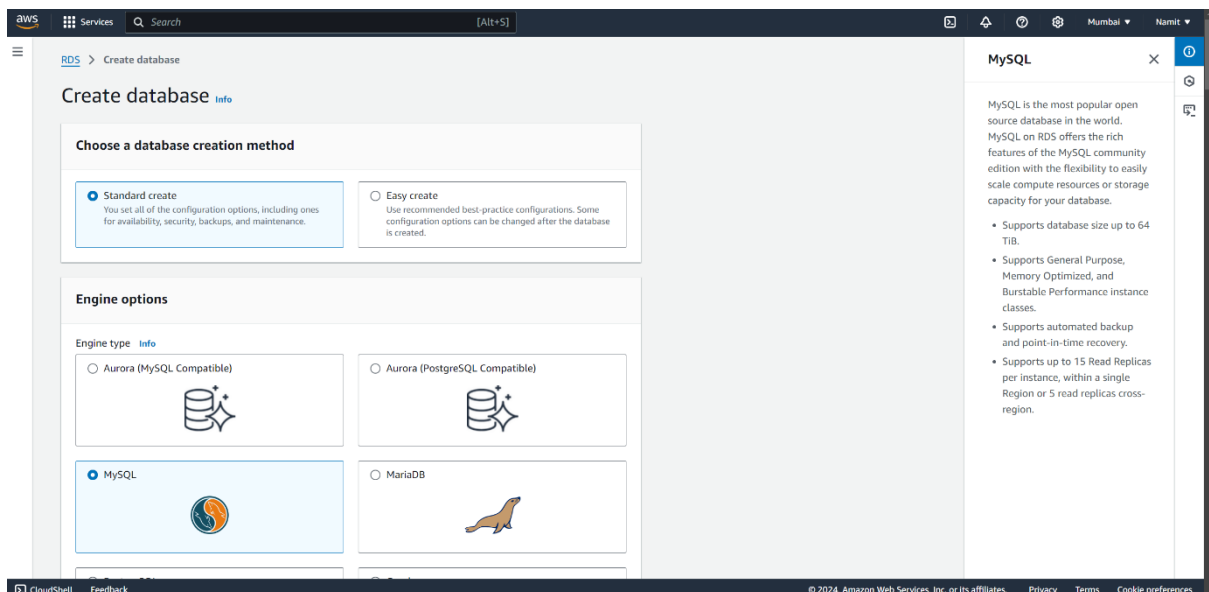 aws
Services
Search
[Alt+S]
Mumbai
Namit
RDS > Create database
Create database Info
Choose a database creation method
Standard create
You set all of the configuration options, including ones
for availability, security, backups, and maintenance.
Easy create
Use recommended best-practice configurations. Some
configuration options can be changed after the database
is created.
Engine options
Engine type Info
Aurora (MySQL Compatible)
Aurora (PostgreSQL Compatible)
MySQL
MariaDB
MySQL
MySQL is the most popular open
source database in the world.
MySQL on RDS offers the rich
features of the MySQL community
edition with the flexibility to easily
scale compute resources or storage
capacity for your database.
• Supports database size up to 64
TiB.
• Supports General Purpose,
Memory Optimized, and
Burstable Performance instance
classes.
• Supports automated backup
and point-in-time recovery.
• Supports up to 15 Read Replicas
per instance, within a single
Region or 5 read replicas cross-
region.
CloudShell
Feedback
© 2024, Amazon Web Services, Inc. or its affiliates.
Privacy
Terms
Cookie preferences